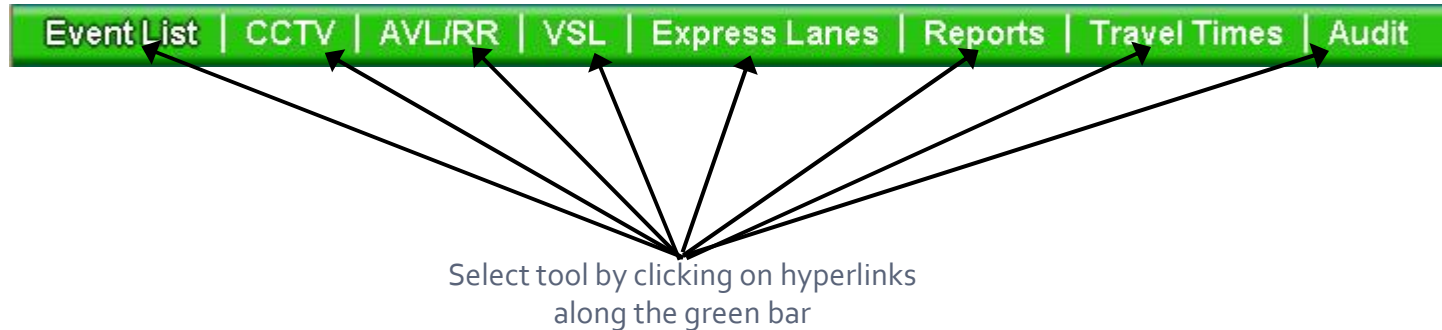 Event List | CCTV | AVL/RR | VSL | Express Lanes | Reports | Travel Times | Audit
Select tool by clicking on hyperlinks
along the green bar